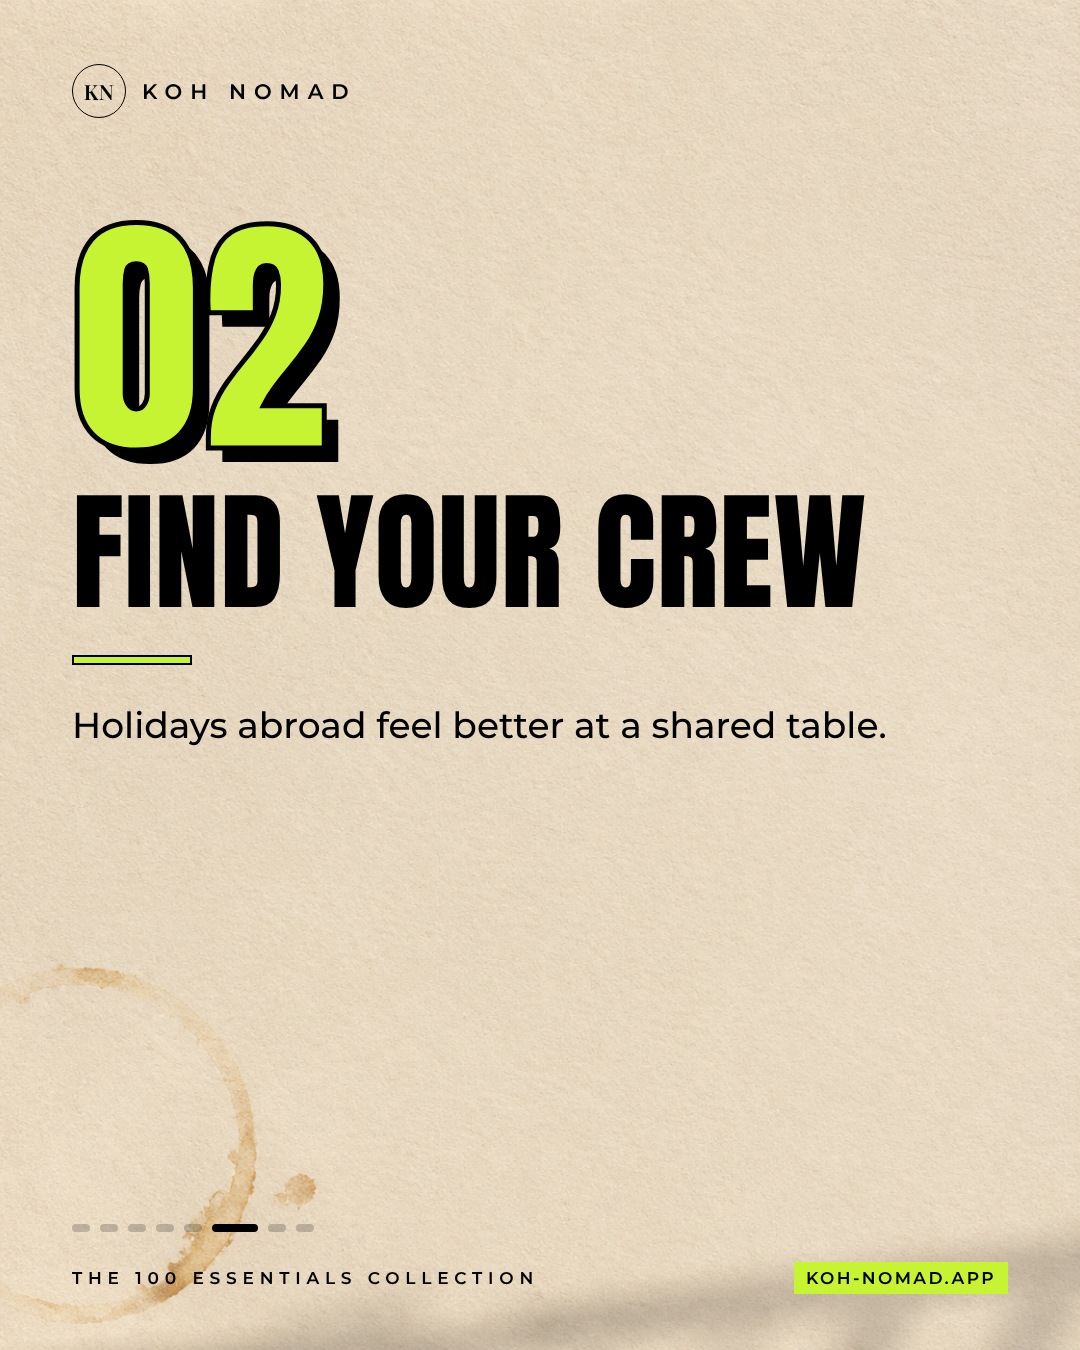 KN KOH NOMAD
02
FIND YOUR CREW
Holidays abroad feel better at a shared table.
THE 100 ESSENTIALS COLLECTION
KOH-NOMAD.APP